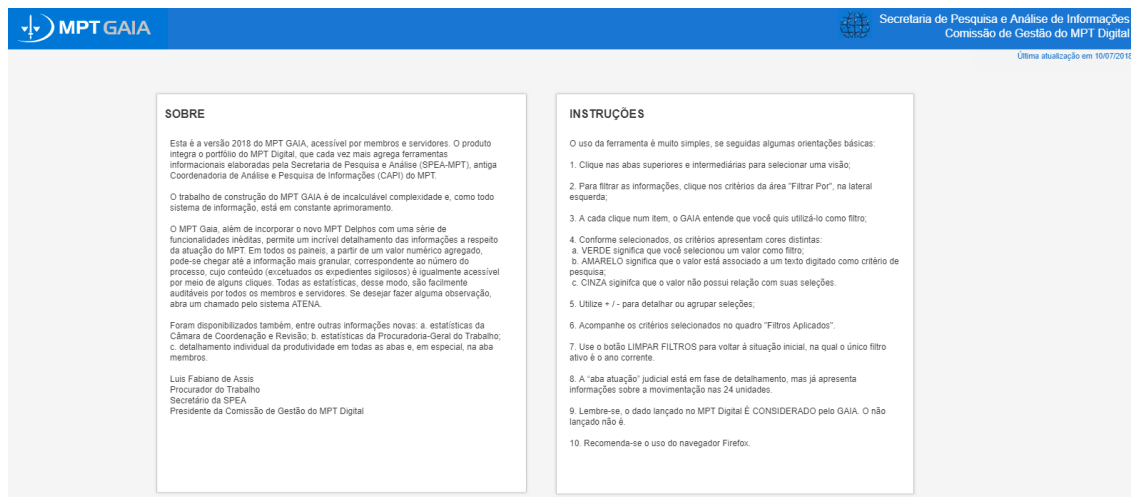 MPT GAIA
Secretaria de Pesquisa e Análise de Informações
Comissão de Gestão do MPT Digital
Última atualização em 10/07/2018
SOBRE
Esta é a versão 2018 do MPT GAIA, acessível por membros e servidores. O produto
integra o portfólio do MPT Digital, que cada vez mais agrega ferramentas
informacionais elaboradas pela Secretaria de Pesquisa e Análise (SPEA-MPT), antiga
Coordenadoria de Análise e Pesquisa de Informações (CAPI) do MPT.
O trabalho de construção do MPT GAIA é de incalculável complexidade e, como todo
sistema de informação, está em constante aprimoramento.
O MPT Gaia, além de incorporar o novo MPT Delphos com uma série de
funcionalidades inéditas, permite um incrível detalhamento das informações a respeito
da atuação do MPT. Em todos os paineis, a partir de um valor numérico agregado,
pode-se chegar até a informação mais granular, correspondente ao número do
processo, cujo conteúdo (excetuados os expedientes sigilosos) é igualmente acessível
por meio de alguns cliques. Todas as estatísticas, desse modo, são facilmente
auditáveis por todos os membros e servidores. Se desejar fazer alguma observação,
abra um chamado pelo sistema ATENA.
Foram disponibilizados também, entre outras informações novas: a. estatísticas da
Câmara de Coordenação e Revisão; b. estatísticas da Procuradoria-Geral do Trabalho;
c. detalhamento individual da produtividade em todas as abas e, em especial, na aba
membros.
Luis Fabiano de Assis
Procurador do Trabalho
Secretário da SPEA
Presidente da Comissão de Gestão do MPT Digital
INSTRUÇÕES
O uso da ferramenta é muito simples, se seguidas algumas orientações básicas:
1. Clique nas abas superiores e intermediárias para selecionar uma visão;
2. Para filtrar as informações, clique nos critérios da área "Filtrar Por", na lateral
esquerda;
3. A cada clique num item, o GAIA entende que você quis utilizá-lo como filtro;
4. Conforme selecionados, os critérios apresentam cores distintas:
a. VERDE significa que você selecionou um valor como filtro;
b. AMARELO significa que o valor está associado a um texto digitado como critério de
pesquisa;
c. CINZA siginifca que o valor não possui relação com suas seleções.
5. Utilize + / - para detalhar ou agrupar seleções;
6. Acompanhe os critérios selecionados no quadro "Filtros Aplicados".
7. Use o botão LIMPAR FILTROS para voltar á situação inicial, na qual o único filtro
ativo é o ano corrente.
8. A "aba atuação" judicial está em fase de detalhamento, mas já apresenta
informações sobre a movimentação nas 24 unidades.
9. Lembre-se, o dado lançado no MPT Digital É CONSIDERADO pelo GAIA. O não
lançado não é.
10. Recomenda-se o uso do navegador Firefox.